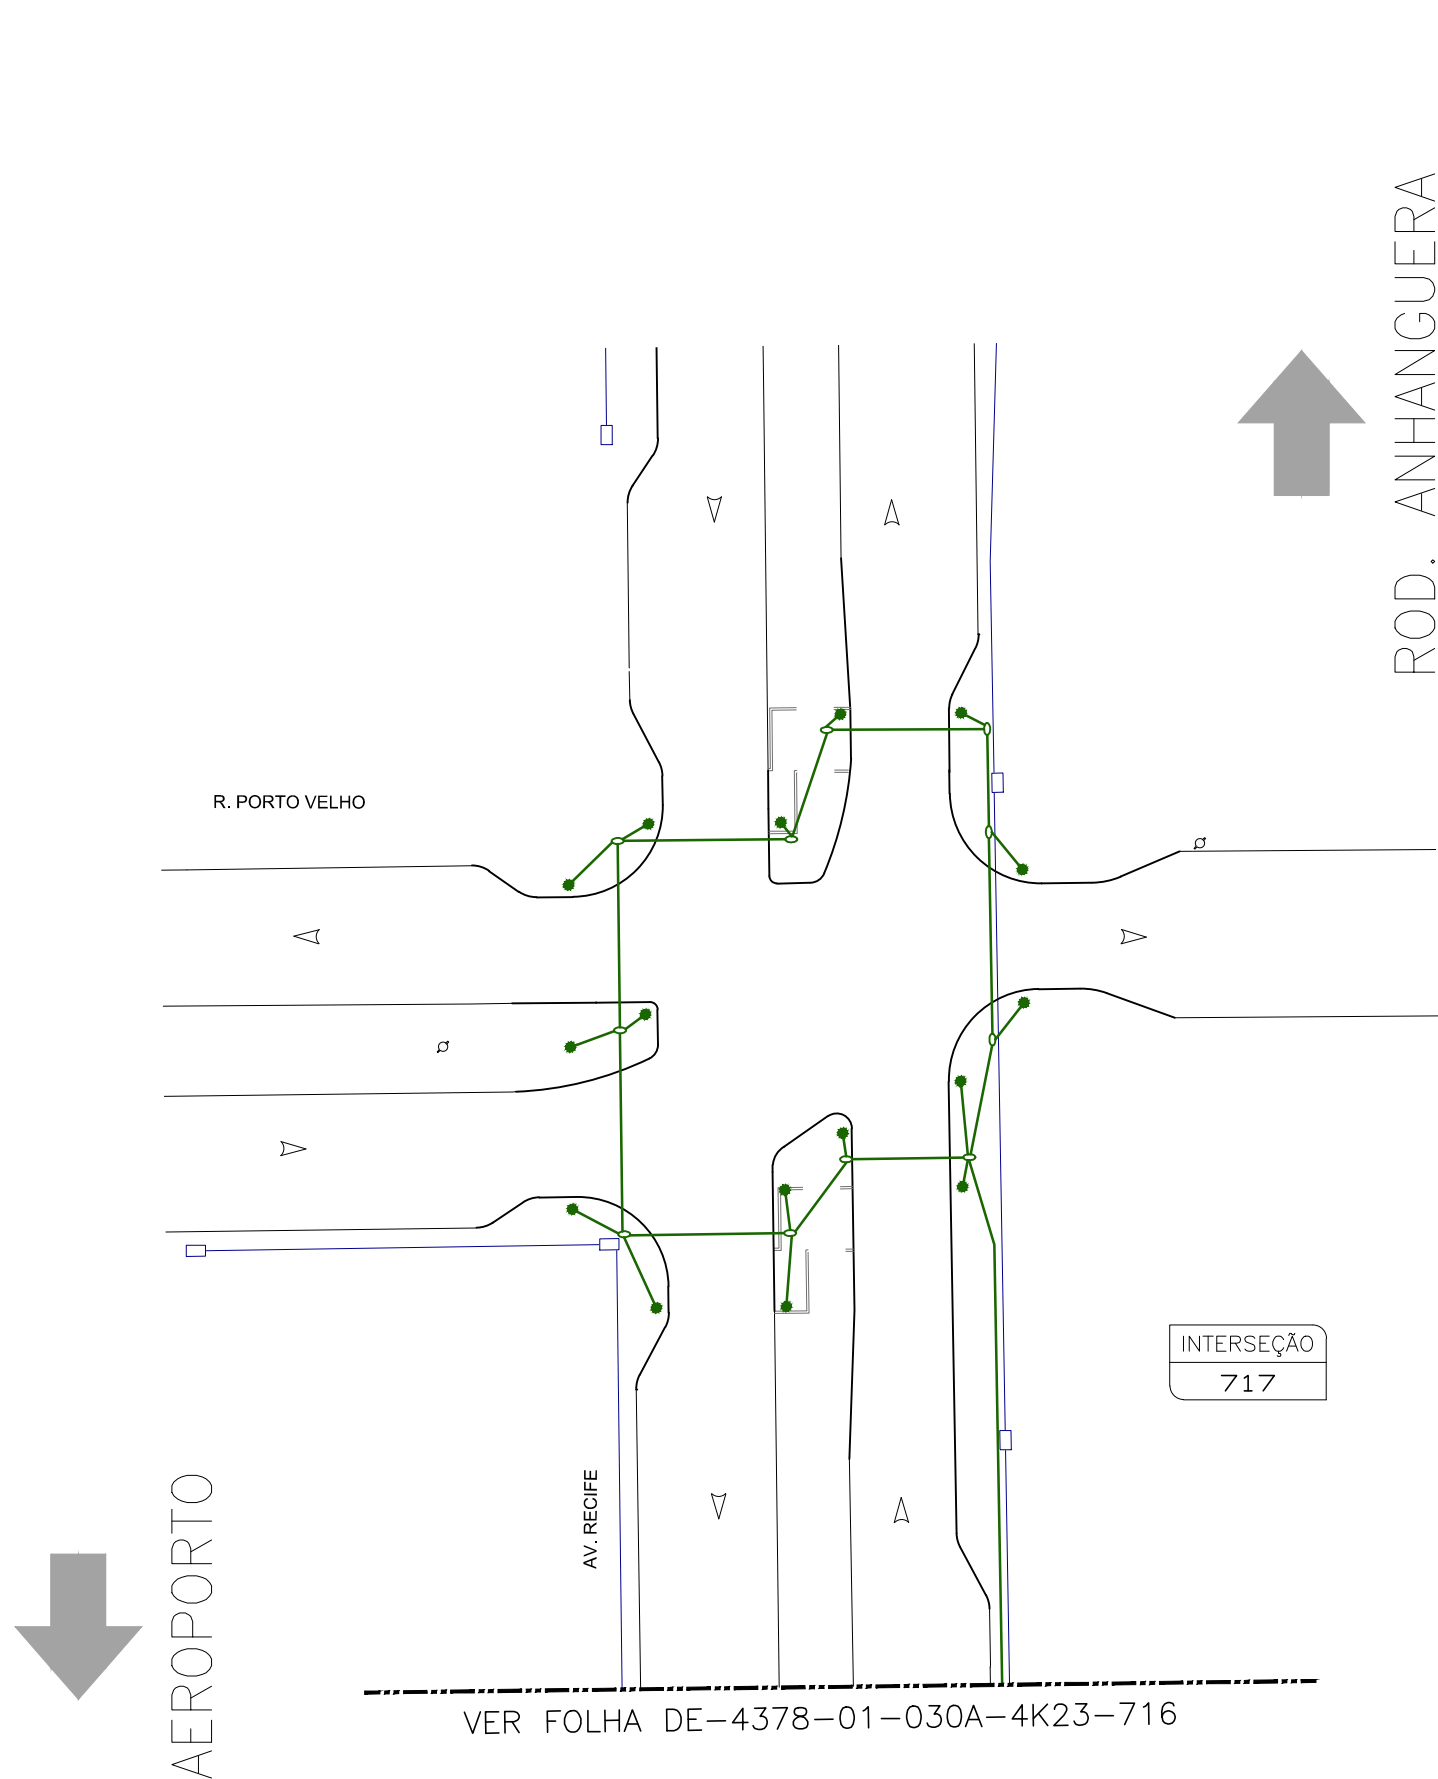 ROD. ANHANGUERA
R. PORTO VELHO
INTERSEÇÃO
717
AV. RECIFE
AEROPORTO
VER FOLHA DE-4378-01-030A-4K23-716